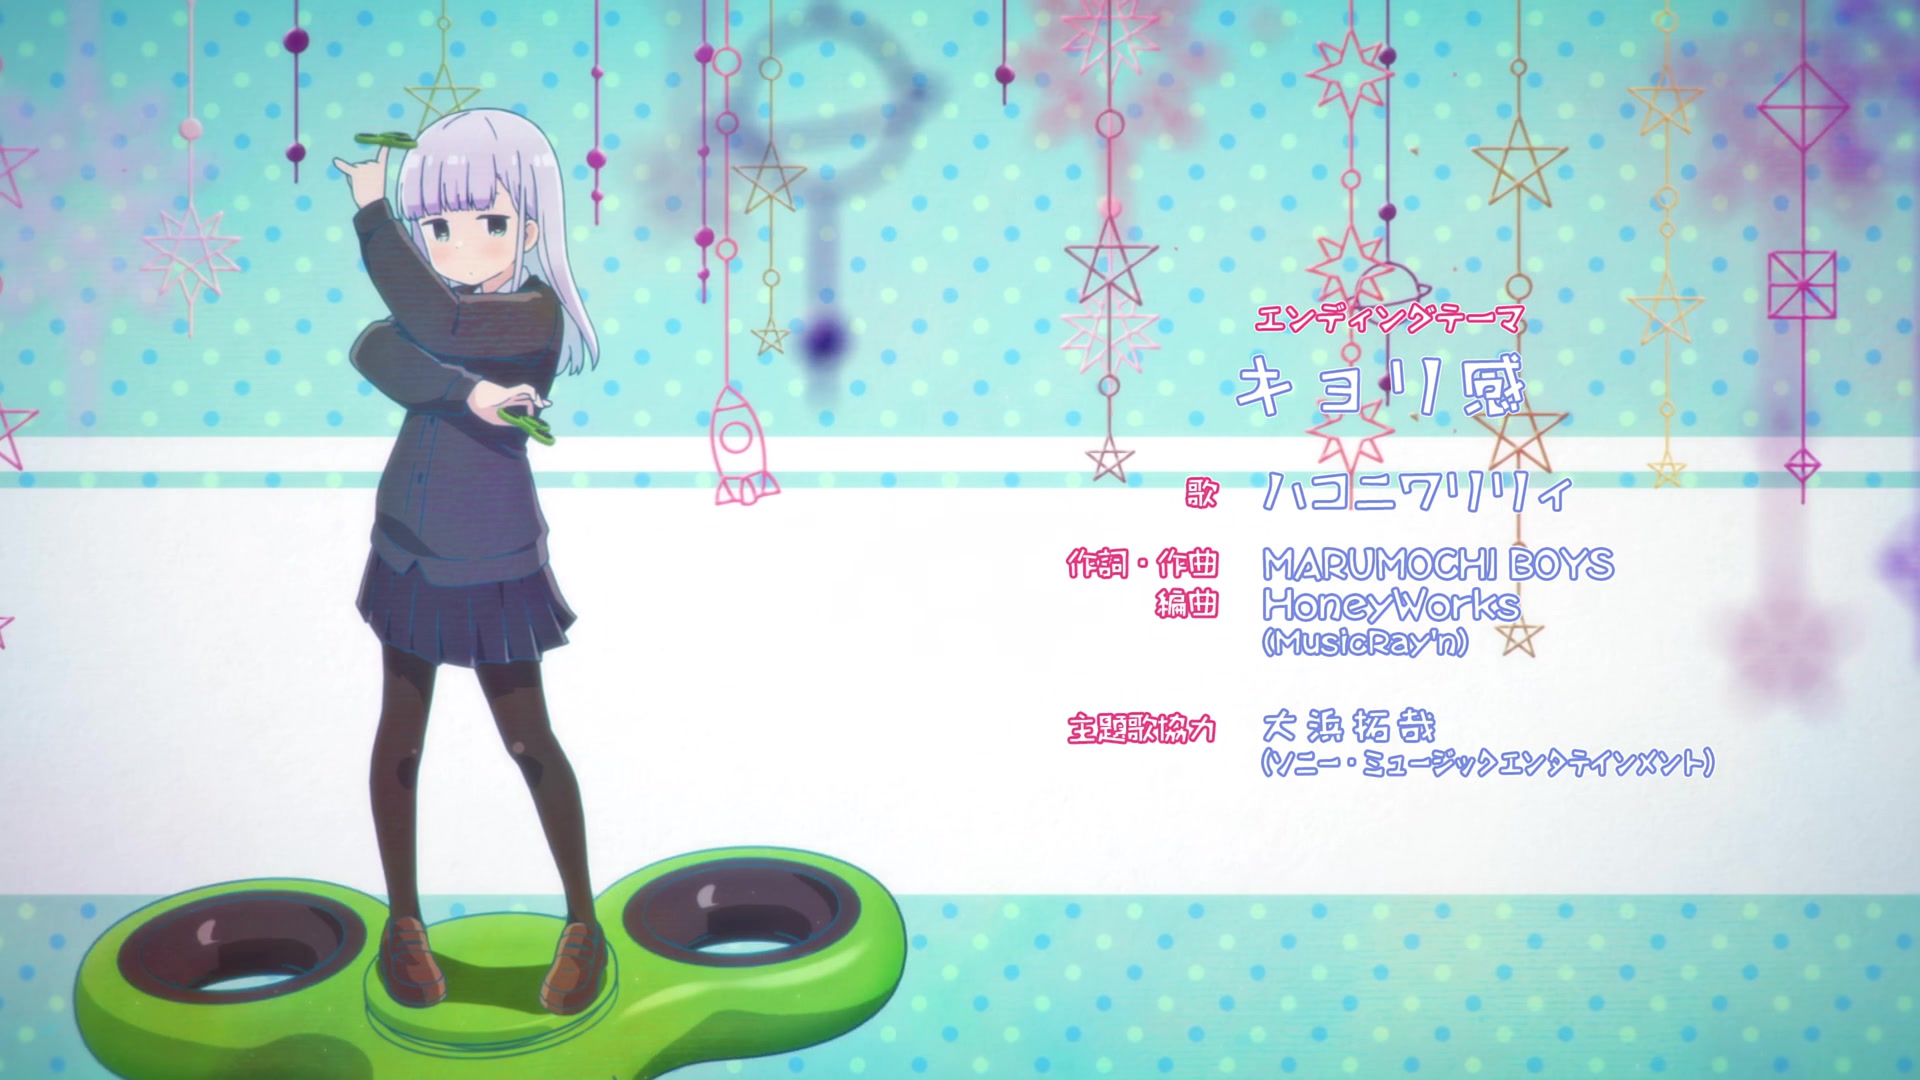 エンディングテーマ
キョリ感
歌 ハコニワリリィ
作詞・作曲 MARUMOCHI BOYS
編曲 HoneyWorks
(MusicRay'n)
主題歌協力 大浜拓哉
(ソニー・ミュージックエンタテインメント)